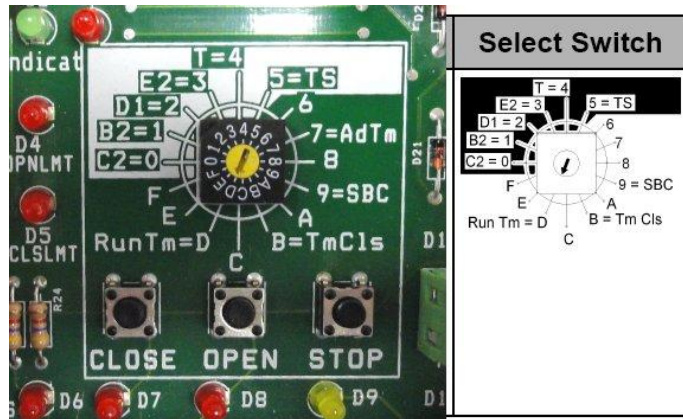 ndicat
D4
OPNLMT
D5
CLSLMT
R24
T=4
E2=3
5=TS
D1=2
6
B2=1
7=AdTm
C2=0
8
F
9=SBC
E
A
RunTm=D
B=TmCls
C
0123456789ABCDEF
CLOSE OPEN STOP
D6
D7
D8
D9
D21
D1
D1
Select Switch
T = 4
E2 = 3
5 = TS
D1 = 2
6
B2 = 1
7
C2 = 0
8
F
9 = SBC
E
A
Run Tm = D
B = Tm Cls
C